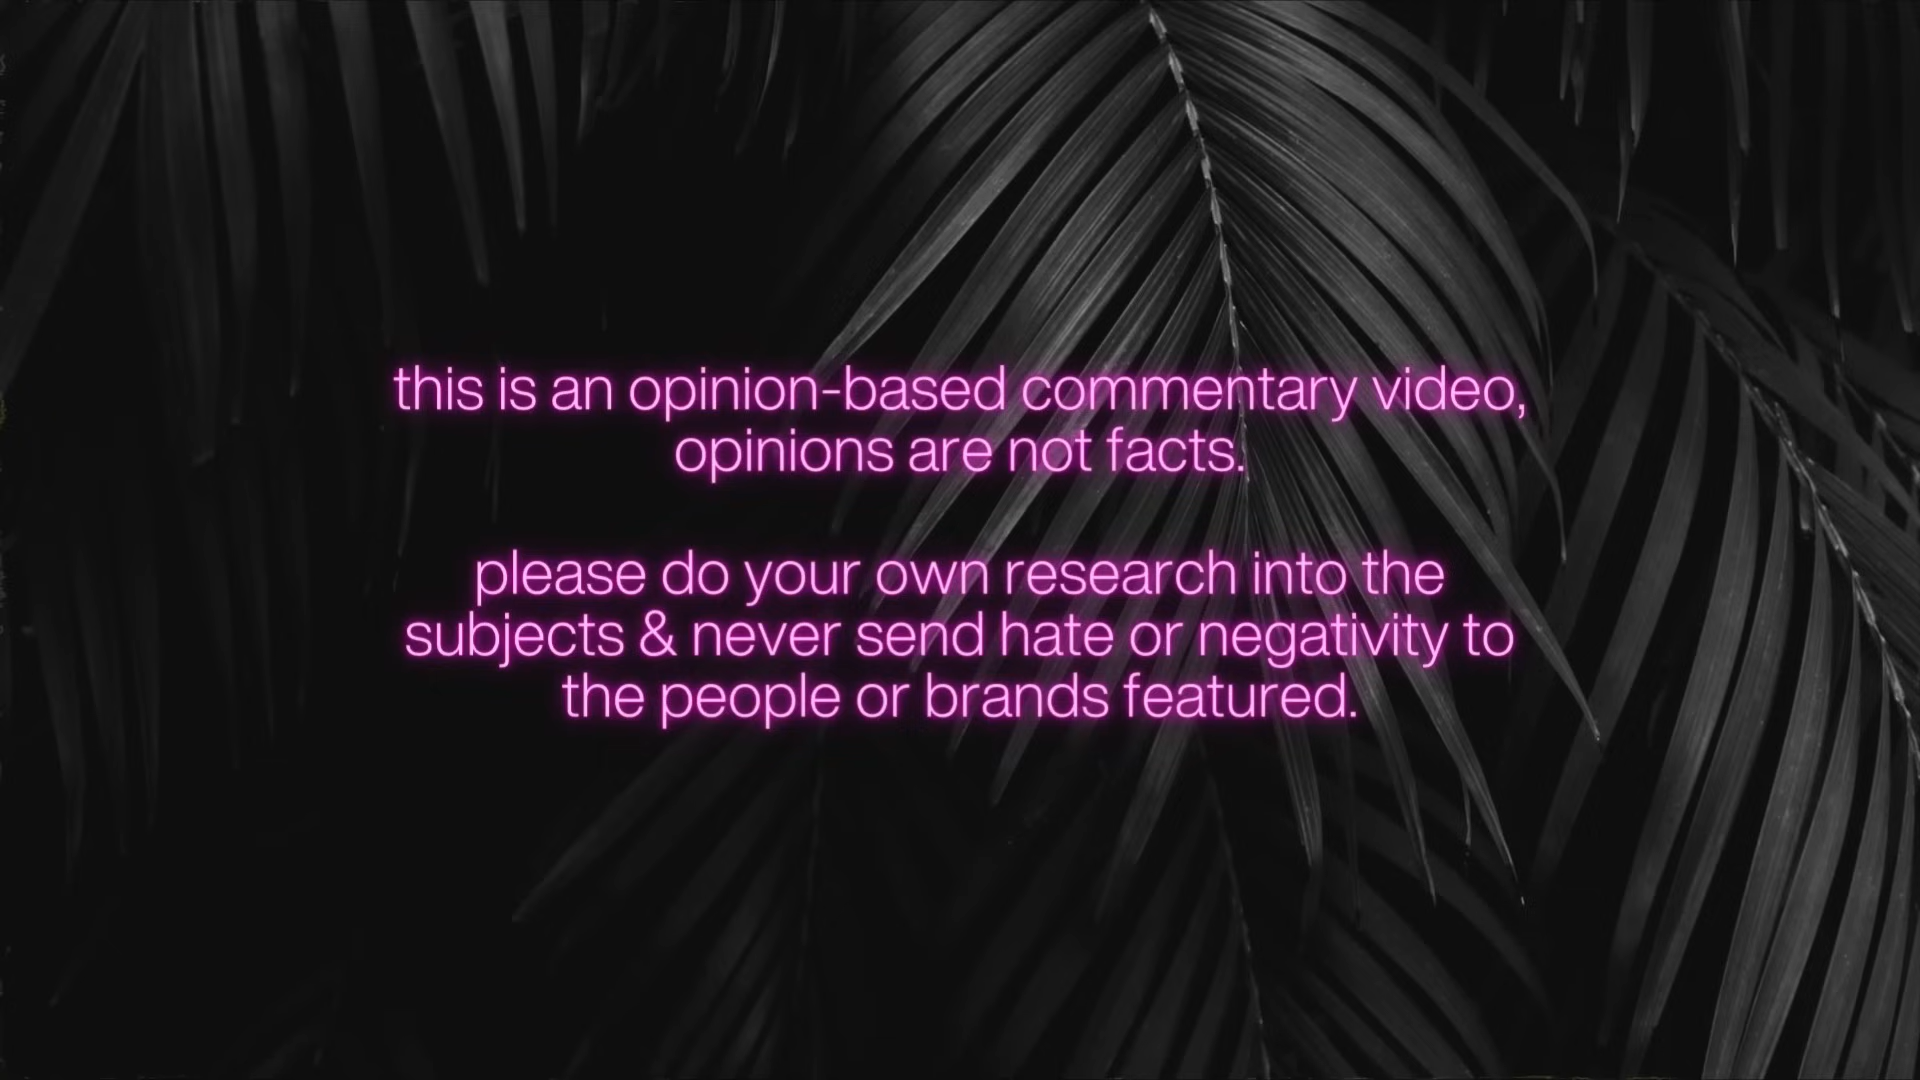 this is an opinion-based commentary video,
opinions are not facts.
please do your own research into the
subjects & never send hate or negativity to
the people or brands featured.